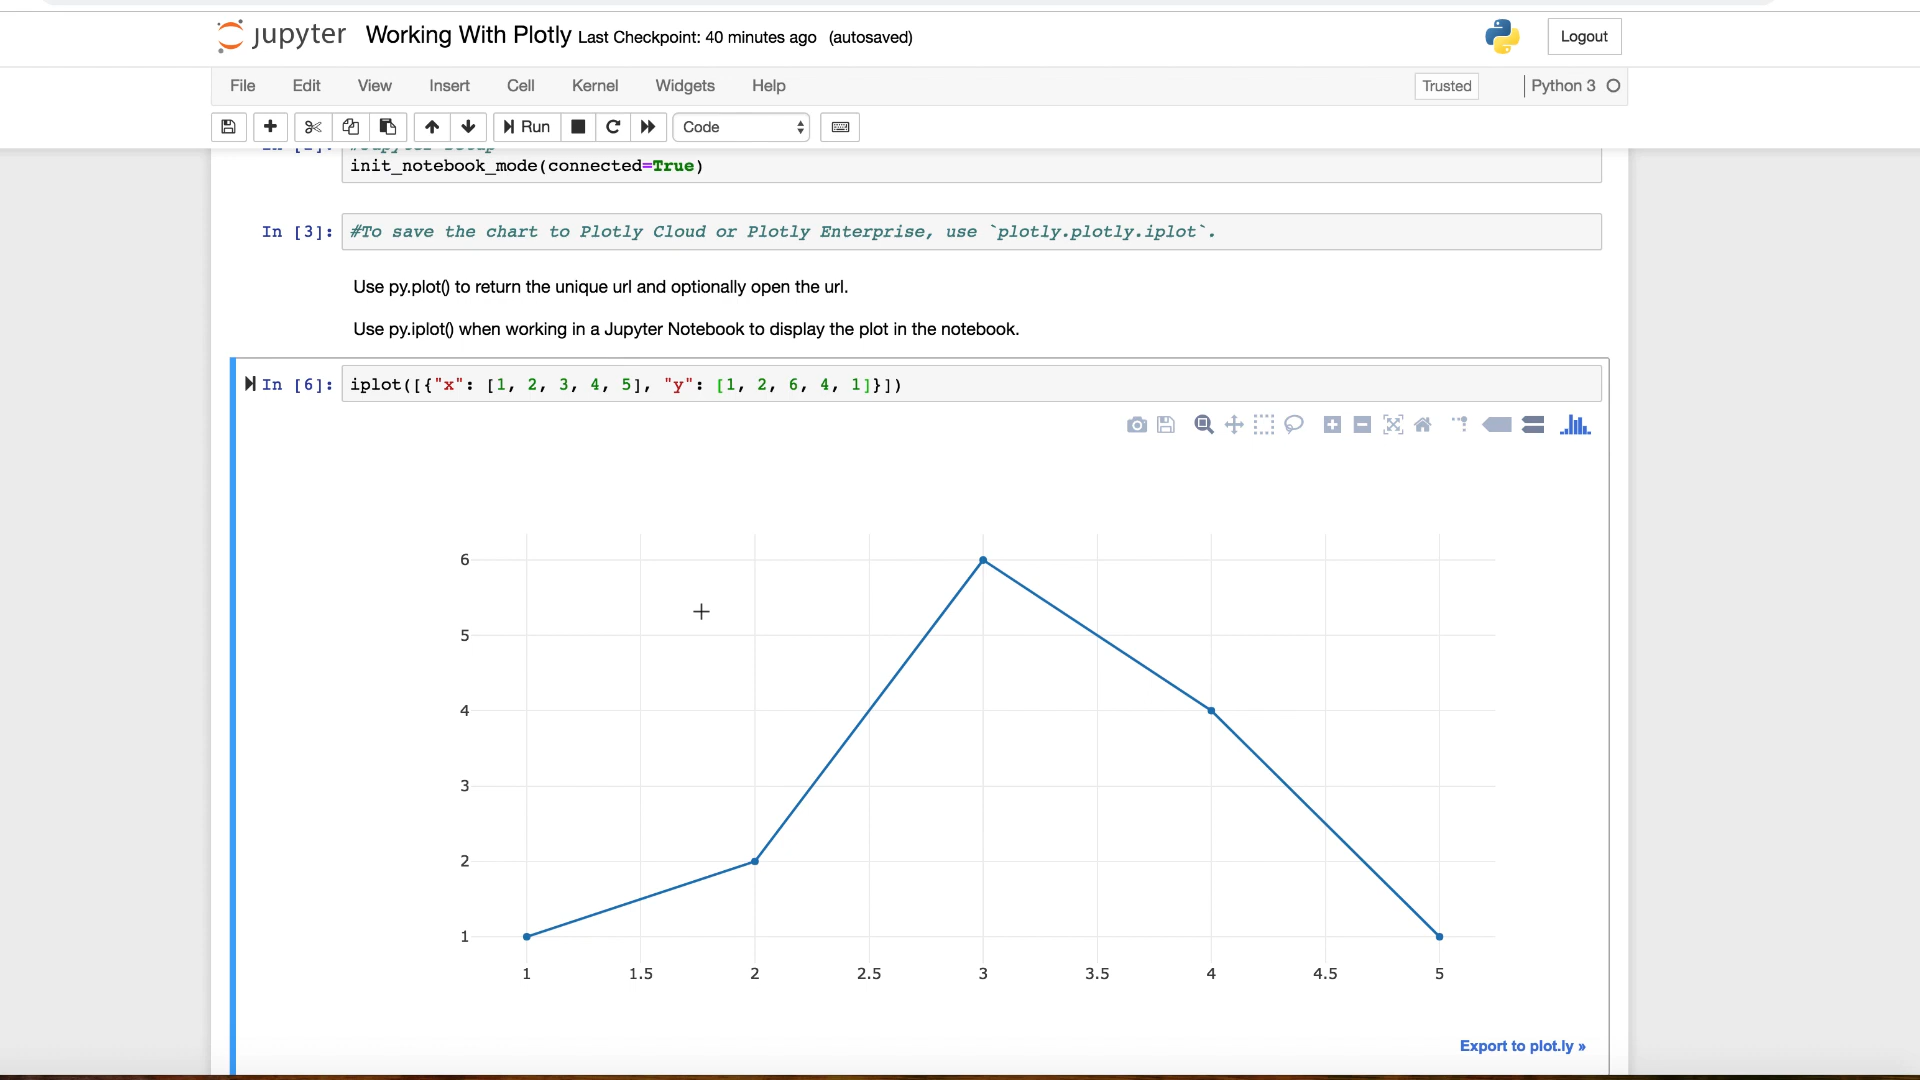 jupyter Working With Plotly Last Checkpoint: 40 minutes ago (autosaved)
Logout
File Edit View Insert Cell Kernel Widgets Help
Trusted Python 3
Run Code
init_notebook_mode(connected=True)
In [3]: #To save the chart to Plotly Cloud or Plotly Enterprise, use `plotly.plotly.iplot`.
Use py.plot() to return the unique url and optionally open the url.
Use py.iplot() when working in a Jupyter Notebook to display the plot in the notebook.
In [6]: iplot([{"x": [1, 2, 3, 4, 5], "y": [1, 2, 6, 4, 1]}])
6
5
4
3
2
1
1 1.5 2 2.5 3 3.5 4 4.5 5
Export to plot.ly »